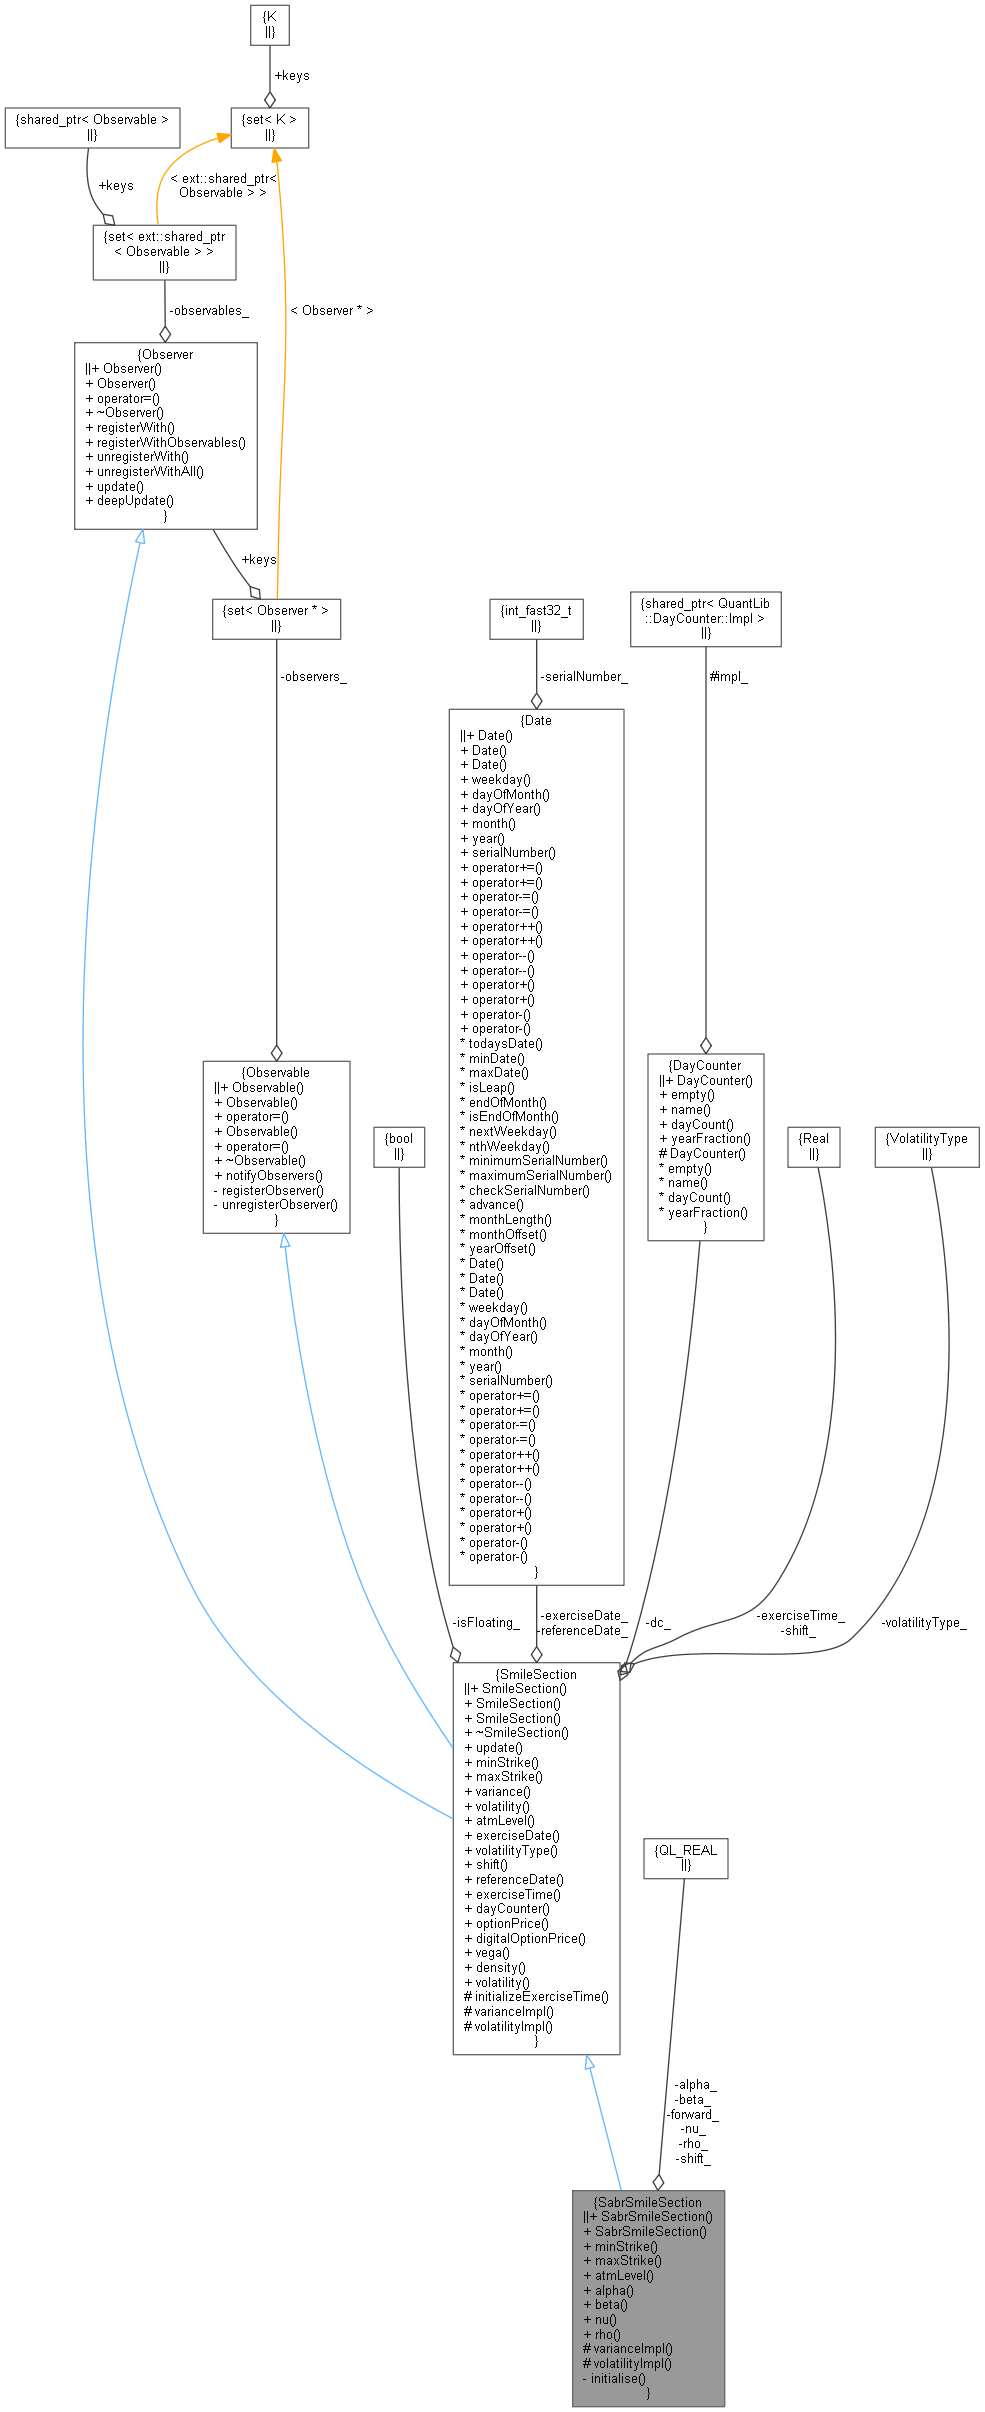 {K
||}
+keys
{shared_ptr< Observable >
||}
{set< K >
||}
+keys
< ext::shared_ptr<
Observable > >
{set< ext::shared_ptr
< Observable > >
||}
-observables_
< Observer * >
{Observer
||+ Observer()
+ Observer()
+ operator=()
+ ~Observer()
+ registerWith()
+ registerWithObservables()
+ unregisterWith()
+ unregisterWithAll()
+ update()
+ deepUpdate()
}
+keys
{set< Observer * >
||}
-observers_
{int_fast32_t
||}
-serialNumber_
{shared_ptr< QuantLib
::DayCounter::Impl >
||}
#impl_
{Date
||+ Date()
+ Date()
+ Date()
+ weekday()
+ dayOfMonth()
+ dayOfYear()
+ month()
+ year()
+ serialNumber()
+ operator+=()
+ operator+=()
+ operator-=()
+ operator-=()
+ operator++()
+ operator++()
+ operator--()
+ operator--()
+ operator+()
+ operator+()
+ operator-()
+ operator-()
* todaysDate()
* minDate()
* maxDate()
* isLeap()
* endOfMonth()
* isEndOfMonth()
* nextWeekday()
* nthWeekday()
* minimumSerialNumber()
* maximumSerialNumber()
* checkSerialNumber()
* advance()
* monthLength()
* monthOffset()
* yearOffset()
* Date()
* Date()
* Date()
* weekday()
* dayOfMonth()
* dayOfYear()
* month()
* year()
* serialNumber()
* operator+=()
* operator+=()
* operator-=()
* operator-=()
* operator++()
* operator++()
* operator--()
* operator--()
* operator+()
* operator+()
* operator-()
* operator-()
}
{Observable
||+ Observable()
+ Observable()
+ operator=()
+ Observable()
+ operator=()
+ ~Observable()
+ notifyObservers()
- registerObserver()
- unregisterObserver()
}
{bool
||}
{DayCounter
||+ DayCounter()
+ empty()
+ name()
+ dayCount()
+ yearFraction()
# DayCounter()
* empty()
* name()
* dayCount()
* yearFraction()
}
{Real
||}
{VolatilityType
||}
-isFloating_
-exerciseDate_
-referenceDate_
-dc_
-exerciseTime_
-shift_
-volatilityType_
{SmileSection
||+ SmileSection()
+ SmileSection()
+ SmileSection()
+ ~SmileSection()
+ update()
+ minStrike()
+ maxStrike()
+ variance()
+ volatility()
+ atmLevel()
+ exerciseDate()
+ volatilityType()
+ shift()
+ referenceDate()
+ exerciseTime()
+ dayCounter()
+ optionPrice()
+ digitalOptionPrice()
+ vega()
+ density()
+ volatility()
# initializeExerciseTime()
# varianceImpl()
# volatilityImpl()
}
{QL_REAL
||}
-alpha_
-beta_
-forward_
-nu_
-rho_
-shift_
{SabrSmileSection
||+ SabrSmileSection()
+ SabrSmileSection()
+ minStrike()
+ maxStrike()
+ atmLevel()
+ alpha()
+ beta()
+ nu()
+ rho()
# varianceImpl()
# volatilityImpl()
- initialise()
}